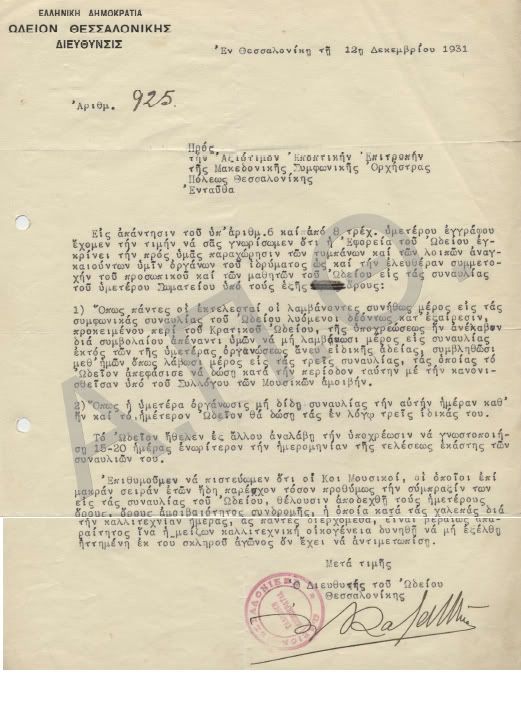 ΕΛΛΗΝΙΚΗ ΔΗΜΟΚΡΑΤΙΑ
ΩΔΕΙΟΝ ΘΕΣΣΑΛΟΝΙΚΗΣ
ΔΙΕΥΘΥΝΣΙΣ
Ἐν Θεσσαλονίκῃ τῇ 12ῃ Δεκεμβρίου 1931
Ἀριθμ. 925.
Πρός
τήν Ἀξιότιμον Ἐποπτικήν Ἐπιτροπήν
τῆς Μακεδονικῆς Συμφωνικῆς Ὀρχήστρας
Πόλεως Θεσσαλονίκης
Ἐνταῦθα
Εἰς ἀπάντησιν τοῦ ὑπ' ἀριθμ.6 καί ἀπό 8 τρέχ. ὑμετέρου ἐγγράφου
ἔχομεν τήν τιμήν νά σᾶς γνωρίσωμεν ὅτι ἡ Ἐφορεία τοῦ Ὠδείου ἐγ-
κρίνει τήν πρός ὑμᾶς παραχώρησιν τῶν τυμπάνων καί τῶν λοιπῶν ἀναγ-
καιούντων ὑμῖν ὀργάνων τοῦ ἱδρύματος ὡς καί τήν ἐλευθέραν συμμετο-
χήν τοῦ προσωπικοῦ καί τῶν μαθητῶν τοῦ Ὠδείου εἰς τάς συναυλίας
τοῦ ὑμετέρου Σωματείου ὑπό τούς ἑξῆς ὅρους:
1) Ὅπως πάντες οἱ ἐκτελεσταί οἱ λαμβάνοντες συνήθως μέρος εἰς τάς
συμφωνικάς συναυλίας τοῦ Ὠδείου λυόμενοι δεόντως κατ' ἐξαίρεσιν,
προκειμένου περί τοῦ Κρατικοῦ Ὠδείου, τῆς ὑποχρεώσεως ἥν ἀνέλαβον
διά συμβολαίου ἀπέναντι ὑμῶν νά μή λαμβάνωσι μέρος εἰς συναυλίας
ἐκτός τῶν τῆς ὑμετέρας ὀργανώσεως ἄνευ εἰδικῆς ἀδείας, συμβληθῶσι
μεθ' ἡμῶν ὅπως λάβωσι μέρος εἰς τάς τρεῖς συναυλίας, τάς ὁποίας τό
Ὠδεῖον ἀπεφάσισε νά δώσῃ κατά τήν περίοδον ταύτην μέ τήν κανονι-
σθεῖσαν ὑπό τοῦ Συλλόγου τῶν Μουσικῶν ἀμοιβήν.
2) Ὅπως ἡ ὑμετέρα ὀργάνωσις μή δίδῃ συναυλίας τήν αὐτήν ἡμέραν καθ'
ἥν καί τό ἡμέτερον Ὠδεῖον θά δώσῃ τάς ἐν λόγῳ τρεῖς ἰδικάς του.
Τό Ὠδεῖον ἤθελεν ἐξ ἄλλου ἀναλάβῃ τήν ὑποχρέωσιν νά γνωστοποιήσῃ
15-20 ἡμέρας ἐνωρίτερον τήν ἡμερομηνίαν τῆς τελέσεως ἑκάστης τῶν
συναυλιῶν του.
Ἐπιθυμοῦμεν νά πιστεύωμεν ὅτι οἱ Κοι Μουσικοί, οἱ ὁποῖοι ἐπί
μακράν σειράν ἐτῶν ἤδη παρέσχον τόσον προθύμως τήν σύμπραξίν των
εἰς τάς συναυλίας τοῦ Ὠδείου, θέλουσιν ἀποδεχθῆ τούς ἡμετέρους
ὅρους, ὅρους ἀμοιβαιότητος συνδρομῆς, ἡ ὁποία κατά τάς χαλεπάς διά
τήν καλλιτεχνίαν ἡμέρας, ἅς πάντες διερχόμεθα, εἶναι βεβαίως ἀπα-
ραίτητος ἵνα ἡ μείζων καλλιτεχνική οἰκογένεια δυνηθῇ νά μή ἐξέλθῃ
ἡττημένη ἐκ τοῦ σκληροῦ ἀγῶνος ὅν ἔχει νά ἀντιμετωπίσῃ.
Μετά τιμῆς
Ὁ Διευθυντής τοῦ Ὠδείου
Θεσσαλονίκης